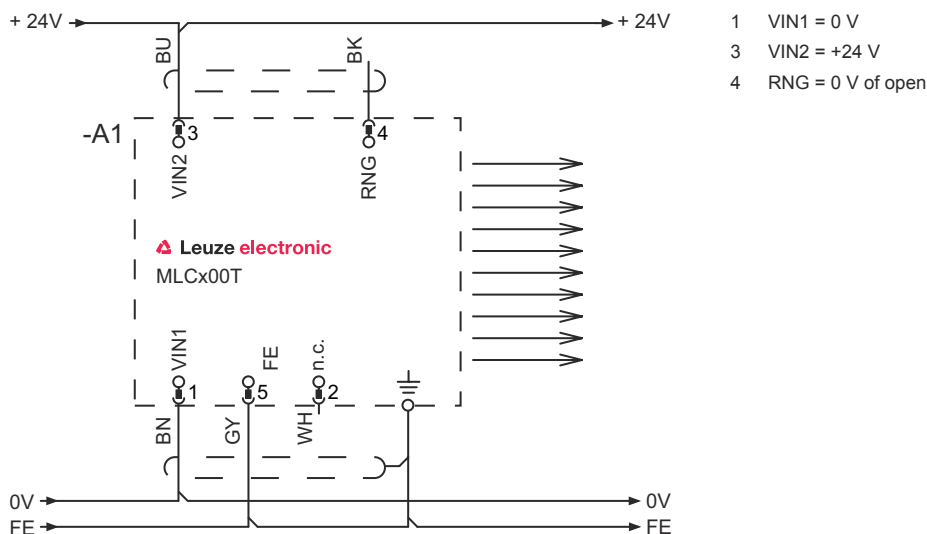 + 24V
+ 24V
1 VIN1 = 0 V
3 VIN2 = +24 V
4 RNG = 0 V of open
BU
BK
-A1
3
4
VIN2
RNG
Leuze electronic
MLCx00T
VIN1
FE
n.c.
1
5
2
BN
GY
WH
0V
0V
FE
FE